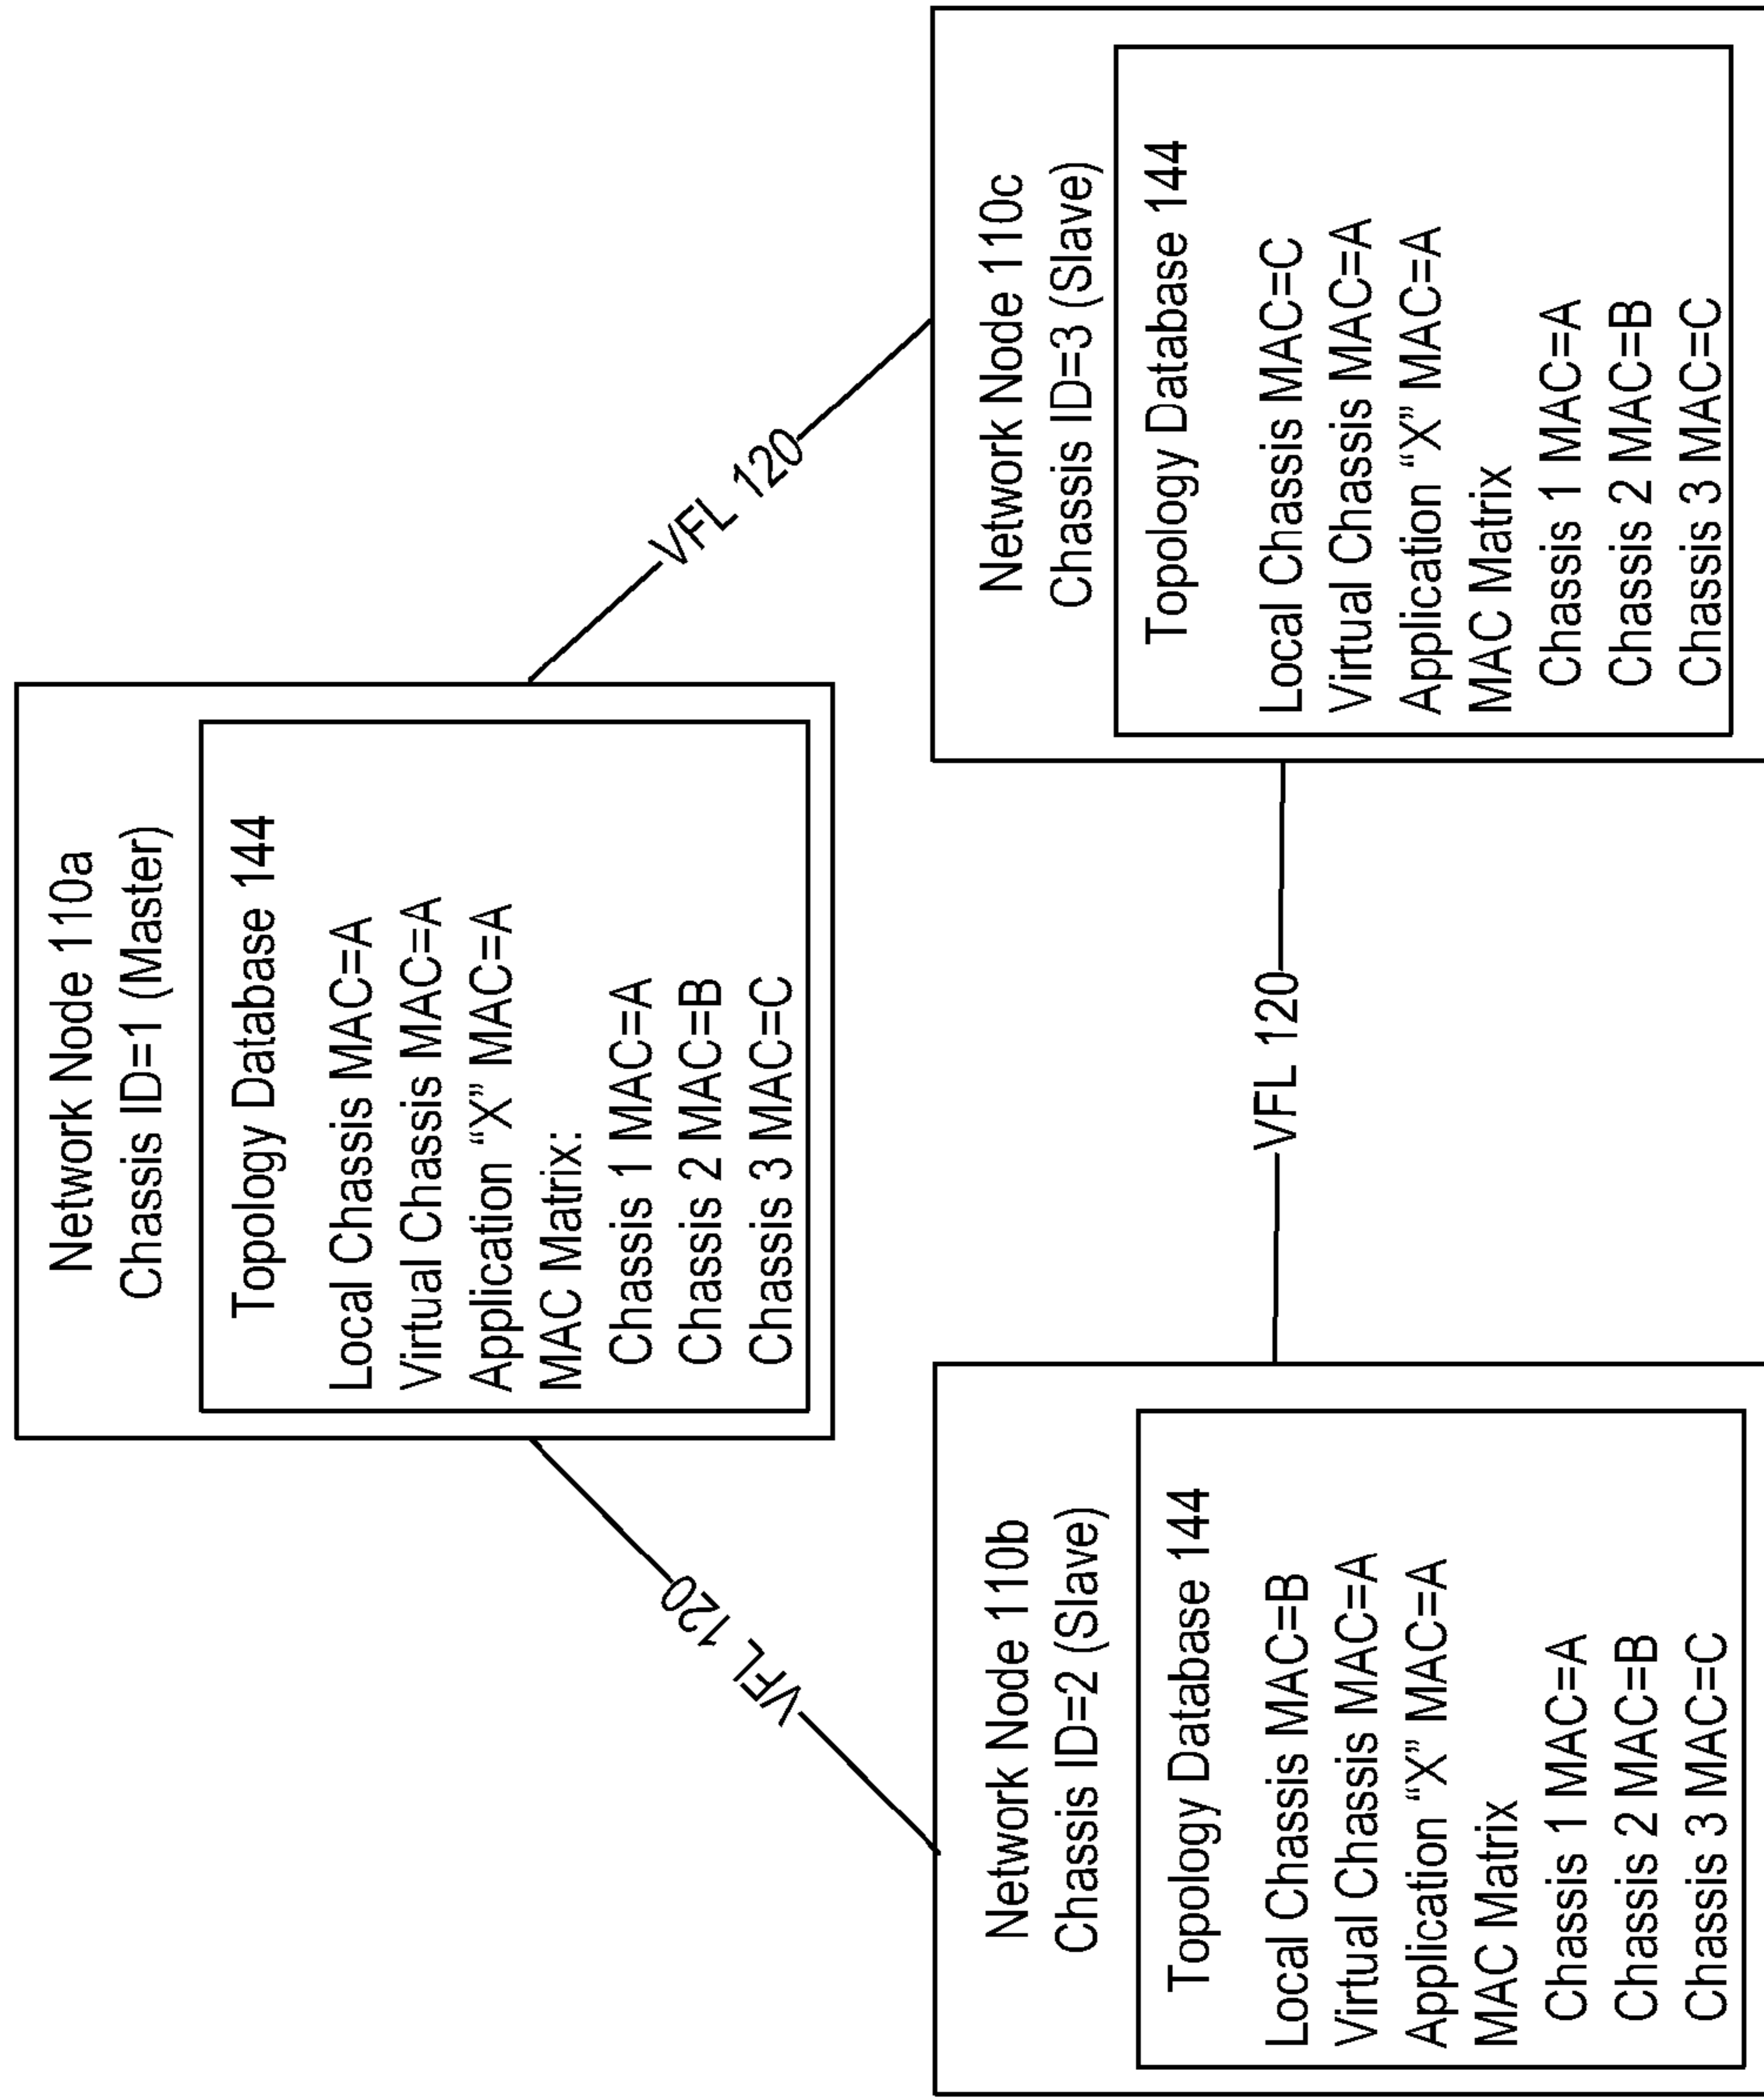 Network Node 110a
Chassis ID=1 (Master)
Topology Database 144
Local Chassis MAC=A
Virtual Chassis MAC=A
Application “X” MAC=A
MAC Matrix:
Chassis 1 MAC=A
Chassis 2 MAC=B
Chassis 3 MAC=C
VFL 120
VFL 120
Network Node 110b
Chassis ID=2 (Slave)
Topology Database 144
Local Chassis MAC=B
Virtual Chassis MAC=A
Application “X” MAC=A
MAC Matrix
Chassis 1 MAC=A
Chassis 2 MAC=B
Chassis 3 MAC=C
VFL 120
Network Node 110c
Chassis ID=3 (Slave)
Topology Database 144
Local Chassis MAC=C
Virtual Chassis MAC=A
Application “X” MAC=A
MAC Matrix
Chassis 1 MAC=A
Chassis 2 MAC=B
Chassis 3 MAC=C